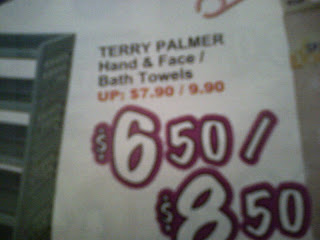 TERRY PALMER
Hand & Face /
Bath Towels
UP: $7.90 / 9.90
$6.50 /
$8.50